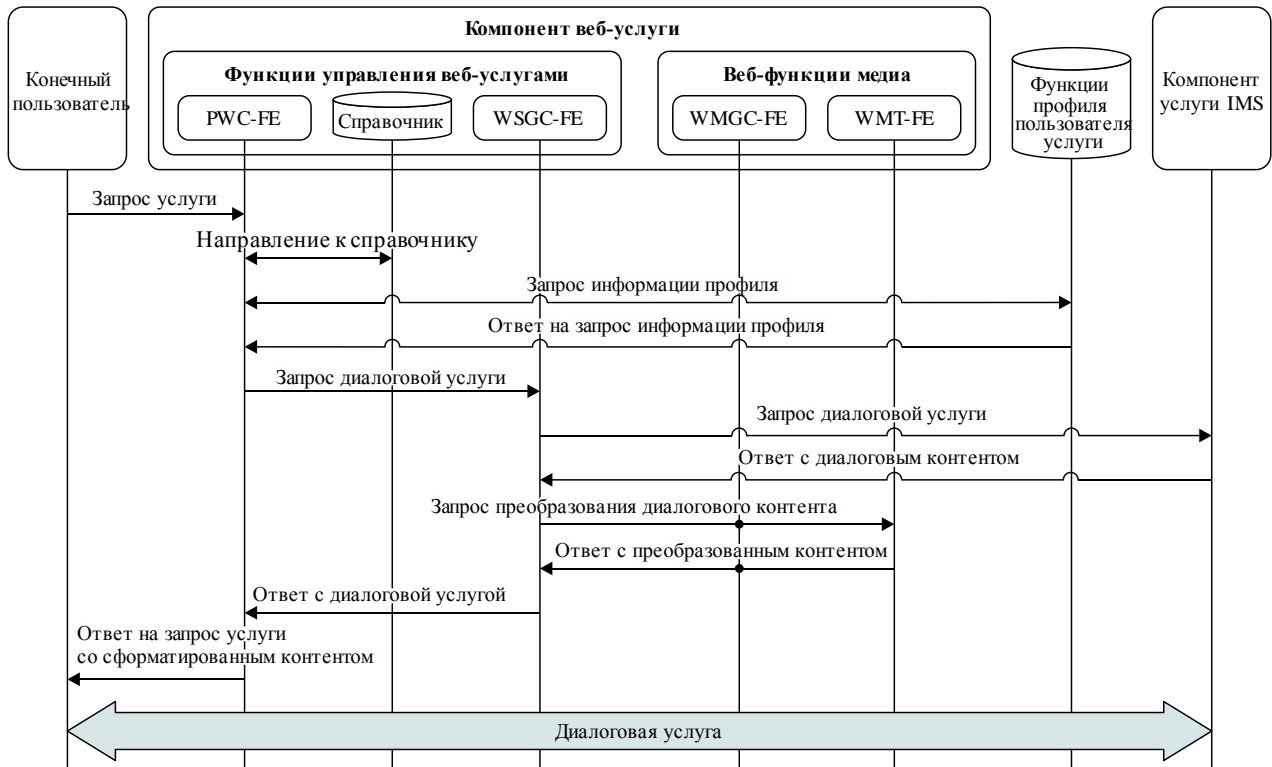 Компонент веб-услуги
Конечный
пользователь
Функции управления веб-услугами
PWC-FE
Справочник
WSGC-FE
Веб-функции медиа
WMGC-FE
WMT-FE
Функции
профиля
пользователя
услуги
Компонент
услуги IMS
Запрос услуги
Направление к справочнику
Запрос информации профиля
Ответ на запрос информации профиля
Запрос диалоговой услуги
Запрос диалоговой услуги
Ответ с диалоговым контентом
Запрос преобразования диалогового контента
Ответ с преобразованным контентом
Ответ с диалоговой услугой
Ответ на запрос услуги
со сформатированным контентом
Диалоговая услуга